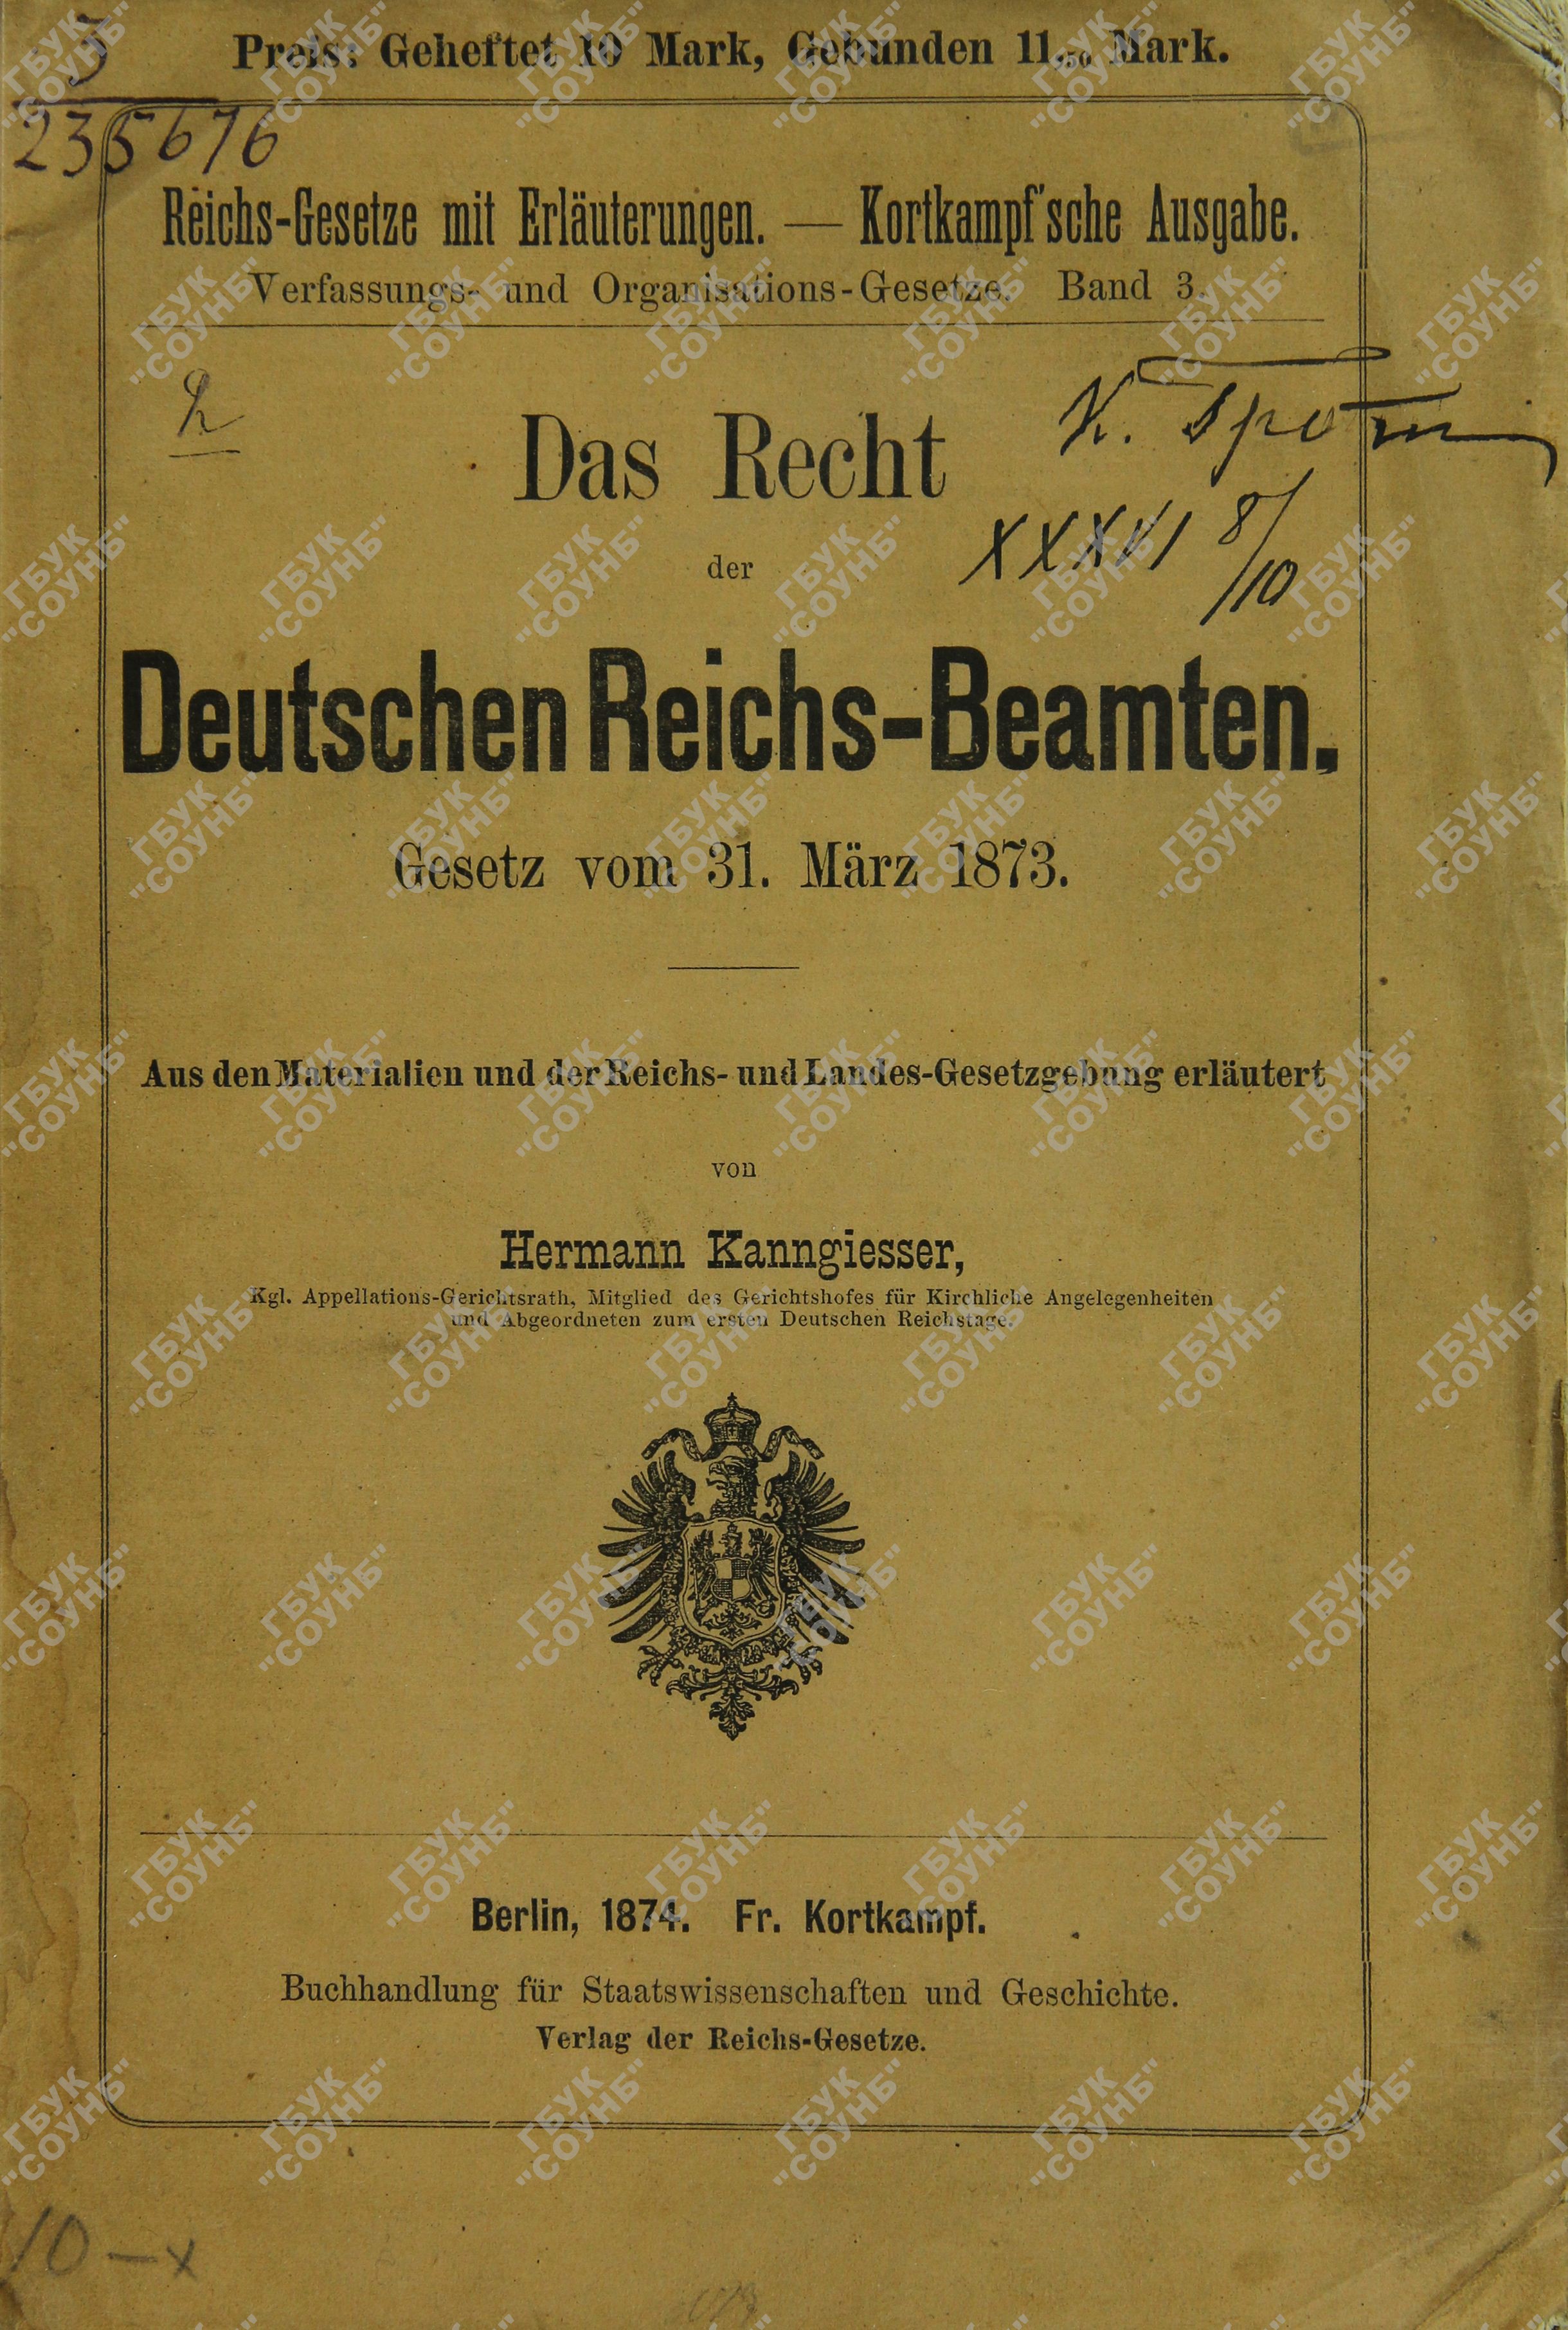 Preis: Geheftet 10 Mark, Gebunden 11,50 Mark.
235676
Reichs-Gesetze mit Erläuterungen. — Kortkampf'sche Ausgabe.
Verfassungs- und Organisations-Gesetze. Band 3.
Das Recht
XXXVI 8/10
der
Deutschen Reichs-Beamten.
Gesetz vom 31. März 1873.
Aus den Materialien und der Reichs- und Landes-Gesetzgebung erläutert
von
Hermann Kanngiesser,
Kgl. Appellations-Gerichtsrath, Mitglied des Gerichtshofes für Kirchliche Angelegenheiten
und Abgeordneten zum ersten Deutschen Reichstage.
Berlin, 1874. Fr. Kortkampf.
Buchhandlung für Staatswissenschaften und Geschichte.
Verlag der Reichs-Gesetze.
10-x
ГБУК
"СОУНБ"